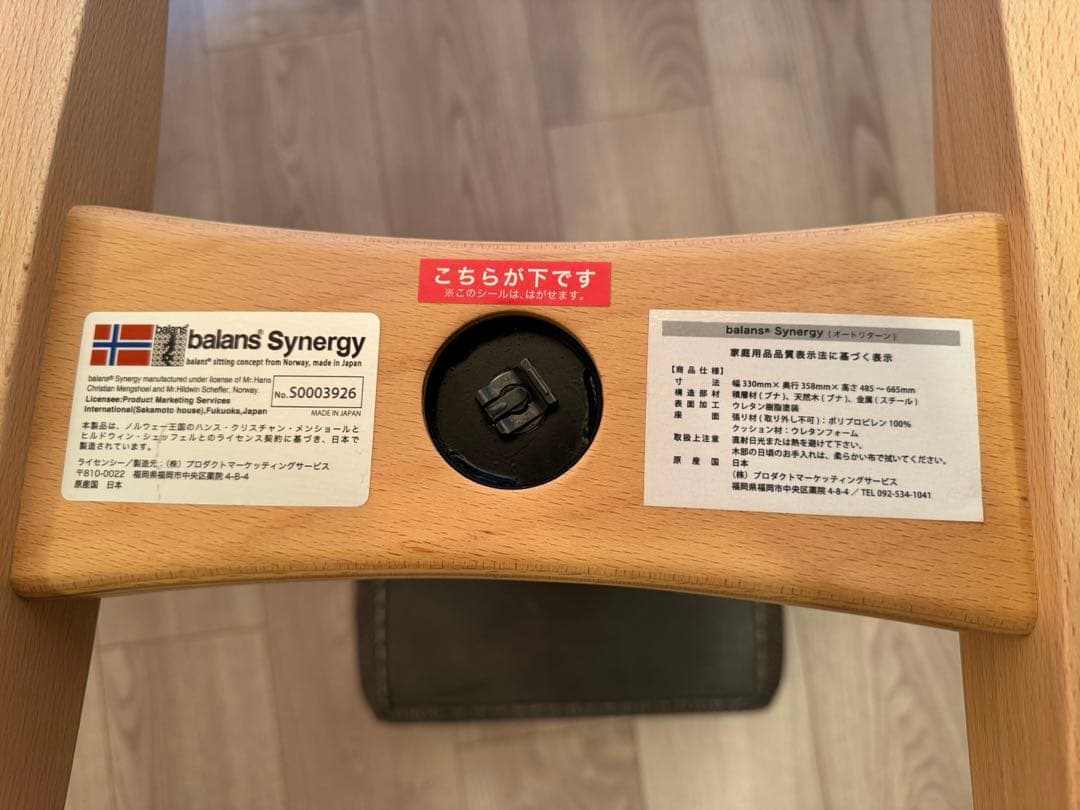 こちらが下です
※このシールは、はがせます。
balans®
balans® Synergy
balans® sitting concept from Norway, made in Japan
balans® Synergy manufactured under license of Mr.Hans
Christian Mengshoel and Mr.Hildwin Scheffer, Norway.
Licensee:Product Marketing Services
International(Sakamoto house),Fukuoka,Japan
No.S0003926
MADE IN JAPAN
本製品は、ノルウェー王国のハンス・クリスチャン・メンショールと
ヒルドウィン・シェッフェルとのライセンス契約に基づき、日本で
製造されています。
ライセンシー/製造元：(株) プロダクトマーケッティングサービス
〒810-0022 福岡県福岡市中央区薬院 4-8-4
原産国 日本
balans® Synergy (オートリターン)
家庭用品品質表示法に基づく表示
【商品仕様】
寸法 幅330mm× 奥行358mm× 高さ485～665mm
構造部材 積層材(ブナ)、天然木(ブナ)、金属(スチール)
表面加工 ウレタン樹脂塗装
座面 張り材(取り外し不可)：ポリプロピレン100%
クッション材：ウレタンフォーム
取扱上注意 直射日光または熱を避けて下さい。
木部の日頃のお手入れは、柔らかい布で拭いてください。
原産国 日本
(株) プロダクトマーケッティングサービス
福岡県福岡市中央区薬院 4-8-4／TEL 092-534-1041